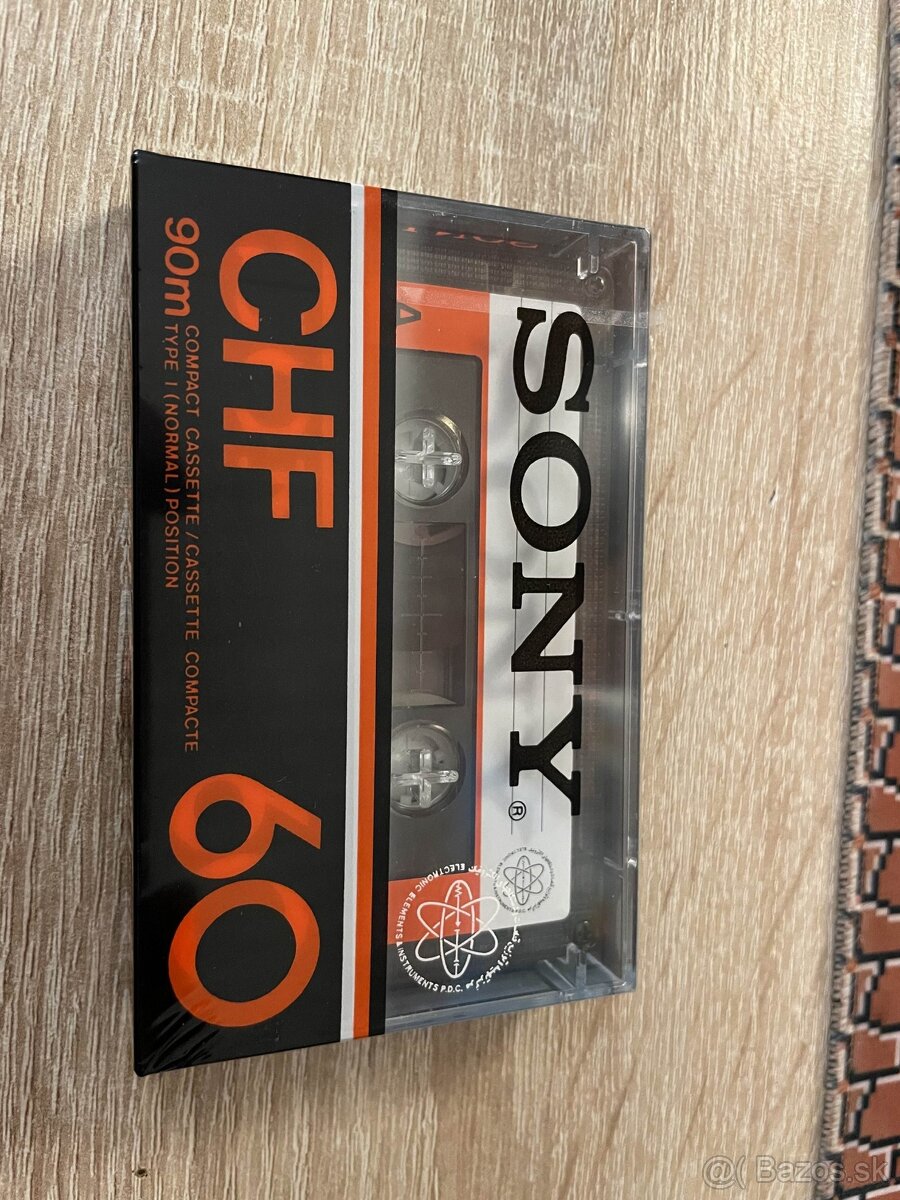 SONY®
A
ELECTRONIC ELEMENTS & INSTRUMENTS P.D.C.
CHF 60
90m COMPACT CASSETTE / CASSETTE COMPACTE
TYPE I (NORMAL) POSITION
@( Bazos.sk